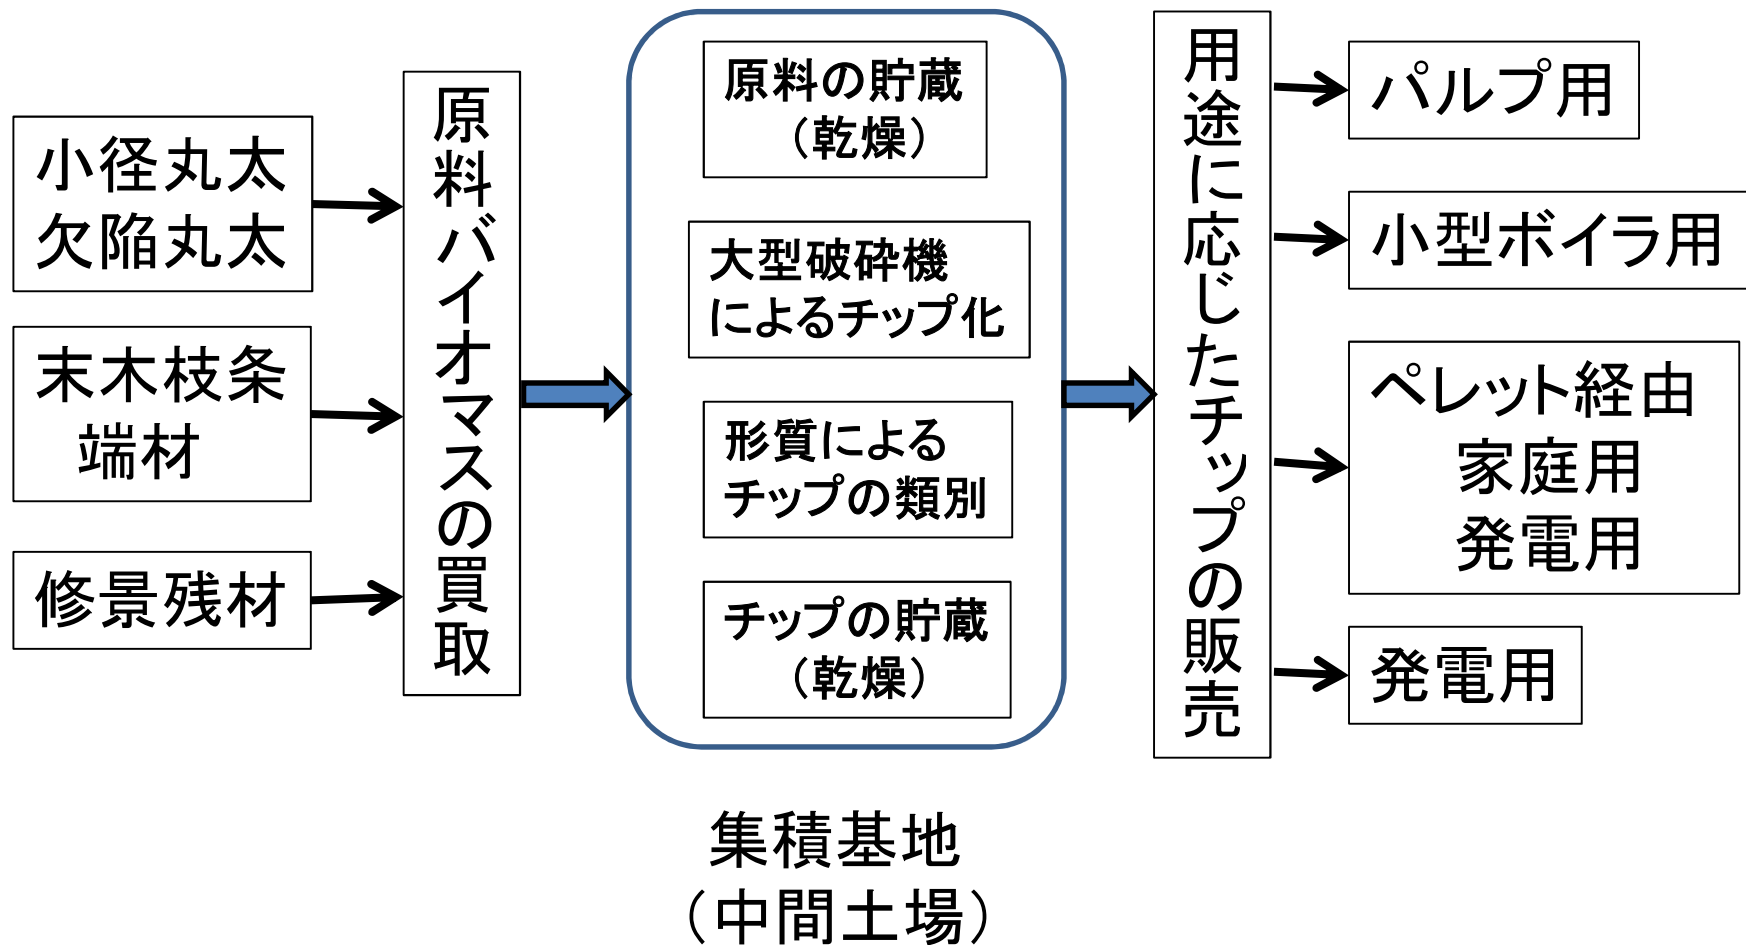 小径丸太
欠陥丸太
末木枝条
端材
修景残材
原料バイオマスの買取
原料の貯蔵
（乾燥）
大型破砕機
によるチップ化
形質による
チップの類別
チップの貯蔵
（乾燥）
集積基地
（中間土場）
用途に応じたチップの販売
パルプ用
小型ボイラ用
ペレット経由
家庭用
発電用
発電用